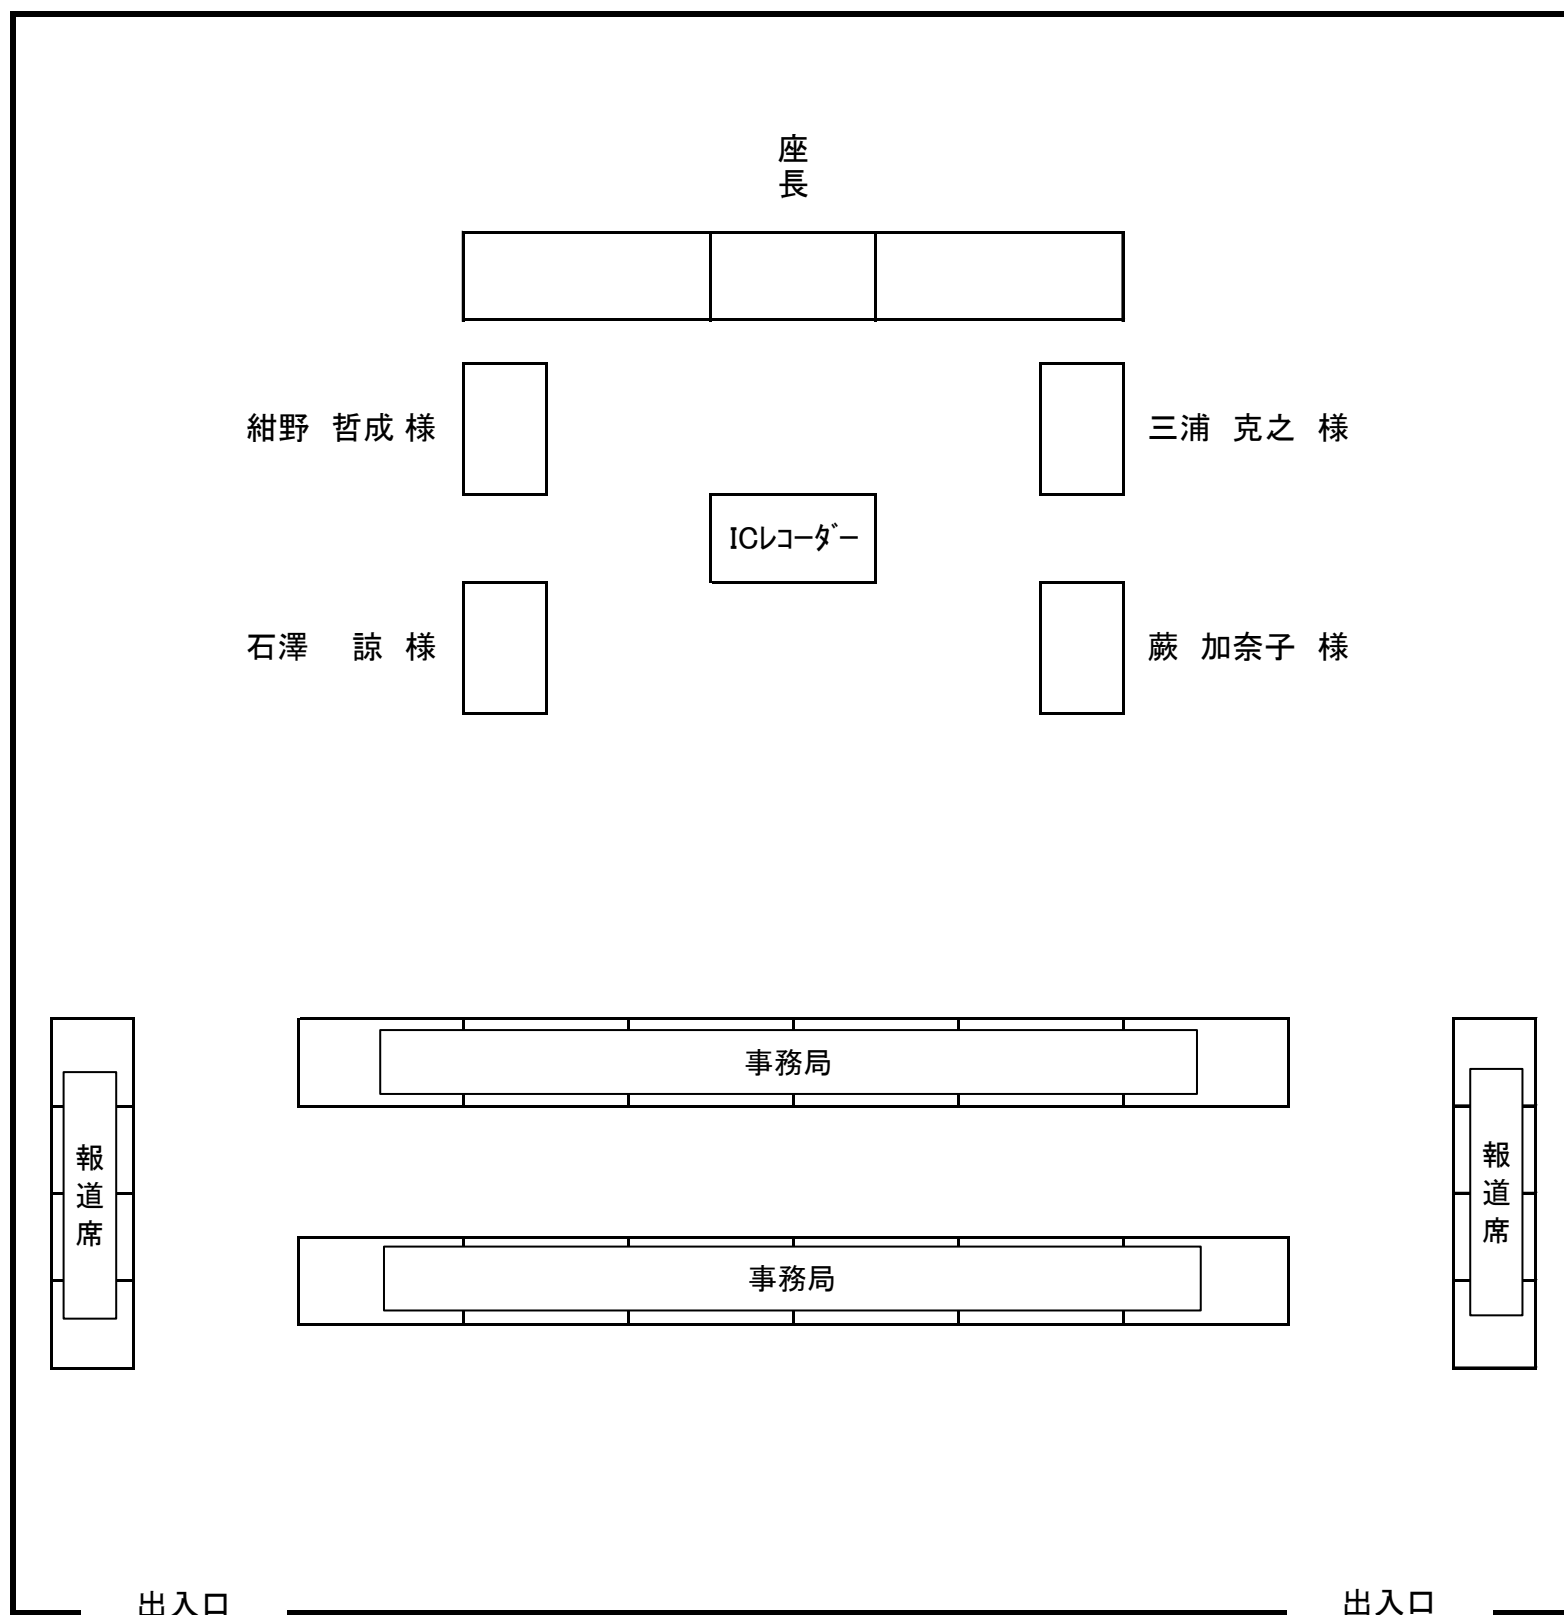 座長
紺野　哲成 様
三浦　克之　様
ICﾚｺｰﾀﾞｰ
石澤　 諒　様
蕨　加奈子　様
事務局
報道席
報道席
事務局
出入口
出入口